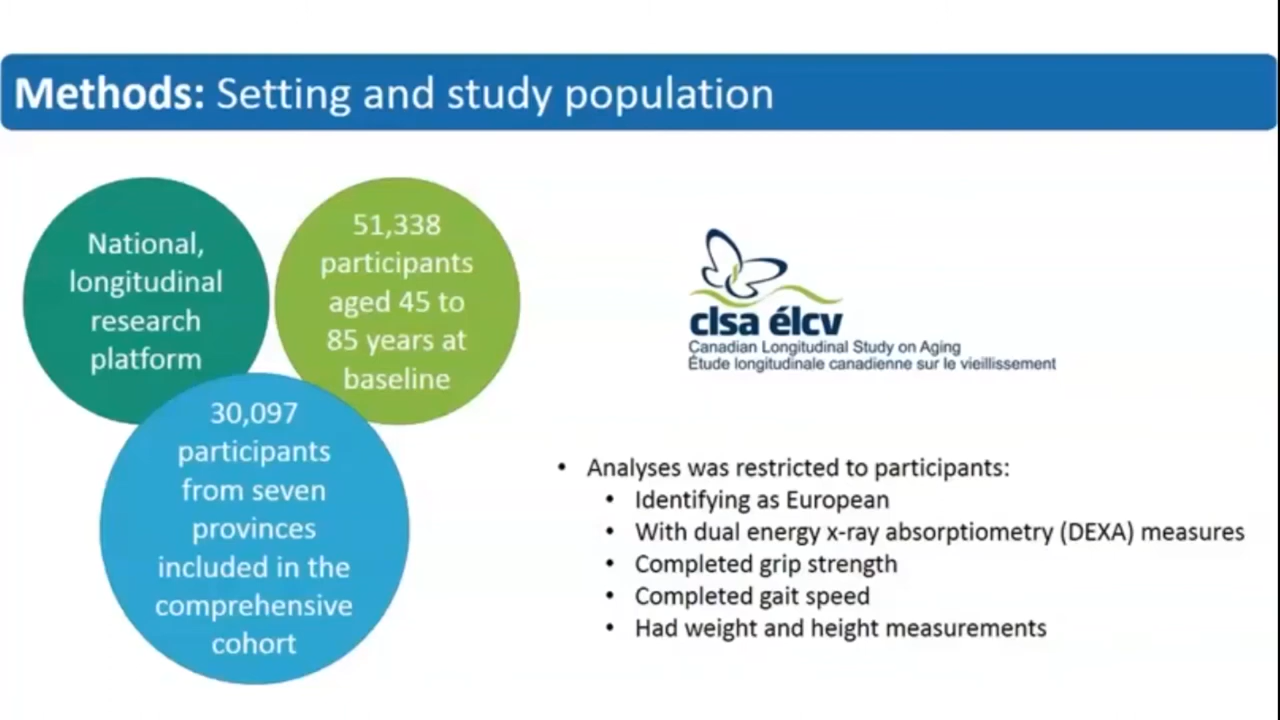 Methods: Setting and study population
National,
longitudinal
research
platform
51,338
participants
aged 45 to
85 years at
baseline
30,097
participants
from seven
provinces
included in the
comprehensive
cohort
clsa élcv
Canadian Longitudinal Study on Aging
Étude longitudinale canadienne sur le vieillissement
• Analyses was restricted to participants:
• Identifying as European
• With dual energy x-ray absorptiometry (DEXA) measures
• Completed grip strength
• Completed gait speed
• Had weight and height measurements